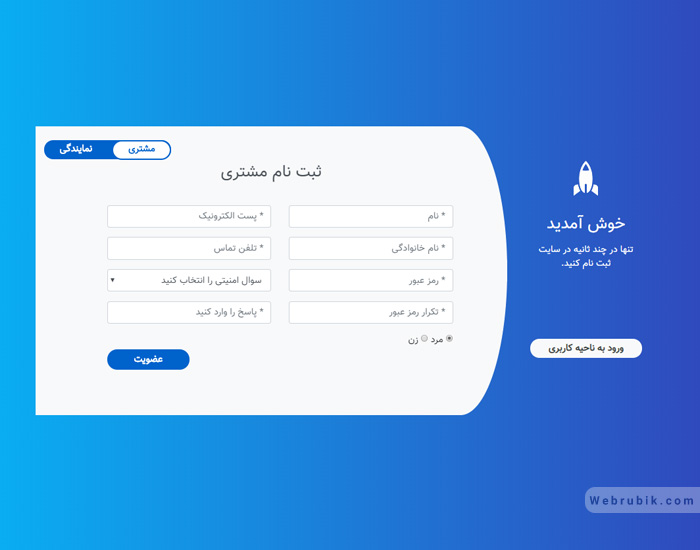 خوش آمدید
تنها در چند ثانیه در سایت
ثبت نام کنید.
ورود به ناحیه کاربری
مشتری
نمایندگی
ثبت نام مشتری
* نام
* پست الکترونیک
* نام خانوادگی
* تلفن تماس
* رمز عبور
سوال امنیتی را انتخاب کنید
* تکرار رمز عبور
* پاسخ را وارد کنید
مرد زن
عضویت
Webrubik.com